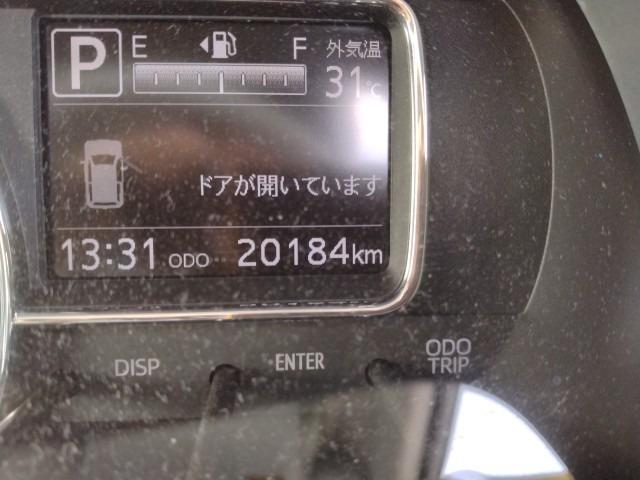 P E F 外気温
31℃
ドアが開いています
13:31 ODO 20184km
DISP ENTER ODO
TRIP